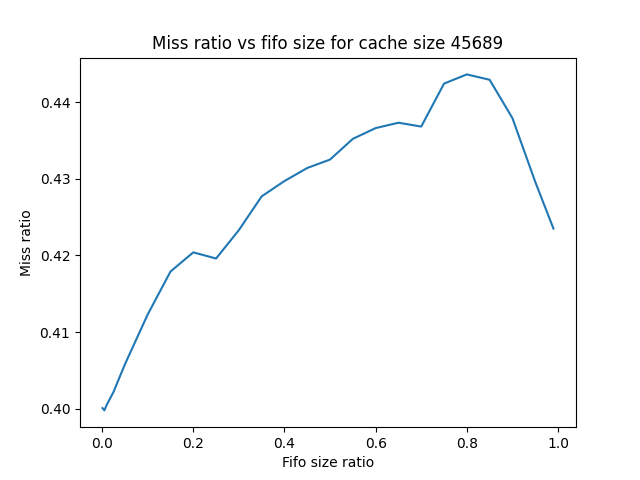 Miss ratio vs fifo size for cache size 45689
Miss ratio
0.44
0.43
0.42
0.41
0.40
0.0 0.2 0.4 0.6 0.8 1.0
Fifo size ratio